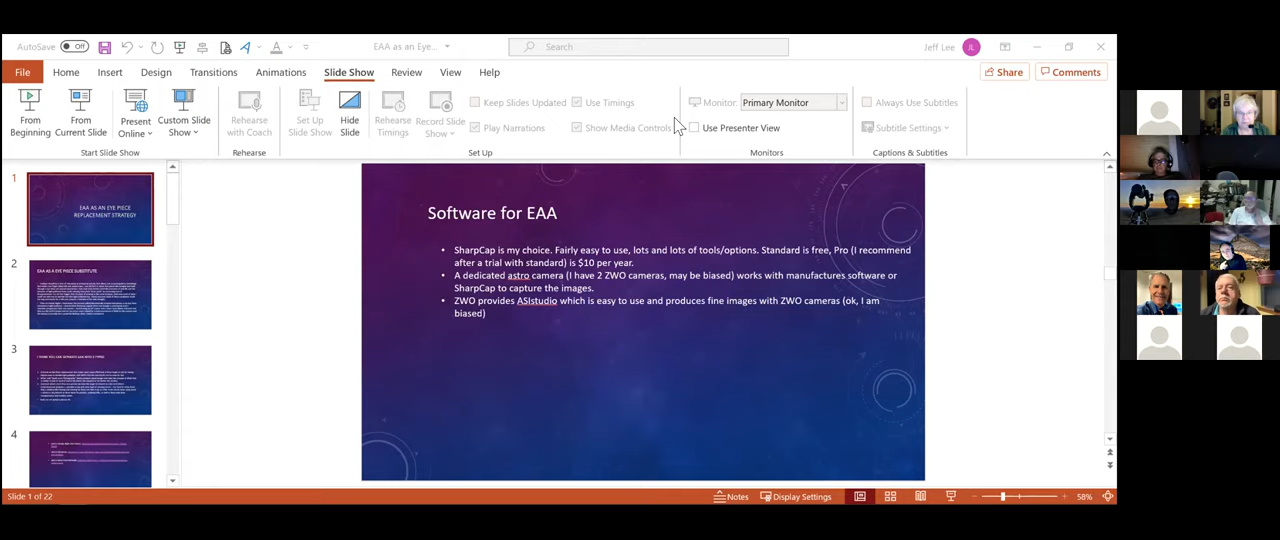 AutoSave Off EAA as an Eye... Search Jeff Lee JL
File Home Insert Design Transitions Animations Slide Show Review View Help Share Comments
From Beginning
From Current Slide
Present Online
Custom Slide Show
Start Slide Show
Rehearse with Coach
Rehearse
Set Up Slide Show
Hide Slide
Rehearse Timings
Record Slide Show
Keep Slides Updated
Use Timings
Play Narrations
Show Media Controls
Set Up
Monitor: Primary Monitor
Use Presenter View
Monitors
Always Use Subtitles
Subtitle Settings
Captions & Subtitles
1
EAA AS AN EYE PIECE
REPLACEMENT STRATEGY
2
EAA AS A EYE PIECE SUBSTITUTE
3
4
Software for EAA
• SharpCap is my choice. Fairly easy to use, lots and lots of tools/options. Standard is free, Pro (I recommend
after a trial with standard) is $10 per year.
• A dedicated astro camera (I have 2 ZWO cameras, may be biased) works with manufactures software or
SharpCap to capture the images.
• ZWO provides ASIstudio which is easy to use and produces fine images with ZWO cameras (ok, I am
biased)
Slide 1 of 22 Notes Display Settings 58%